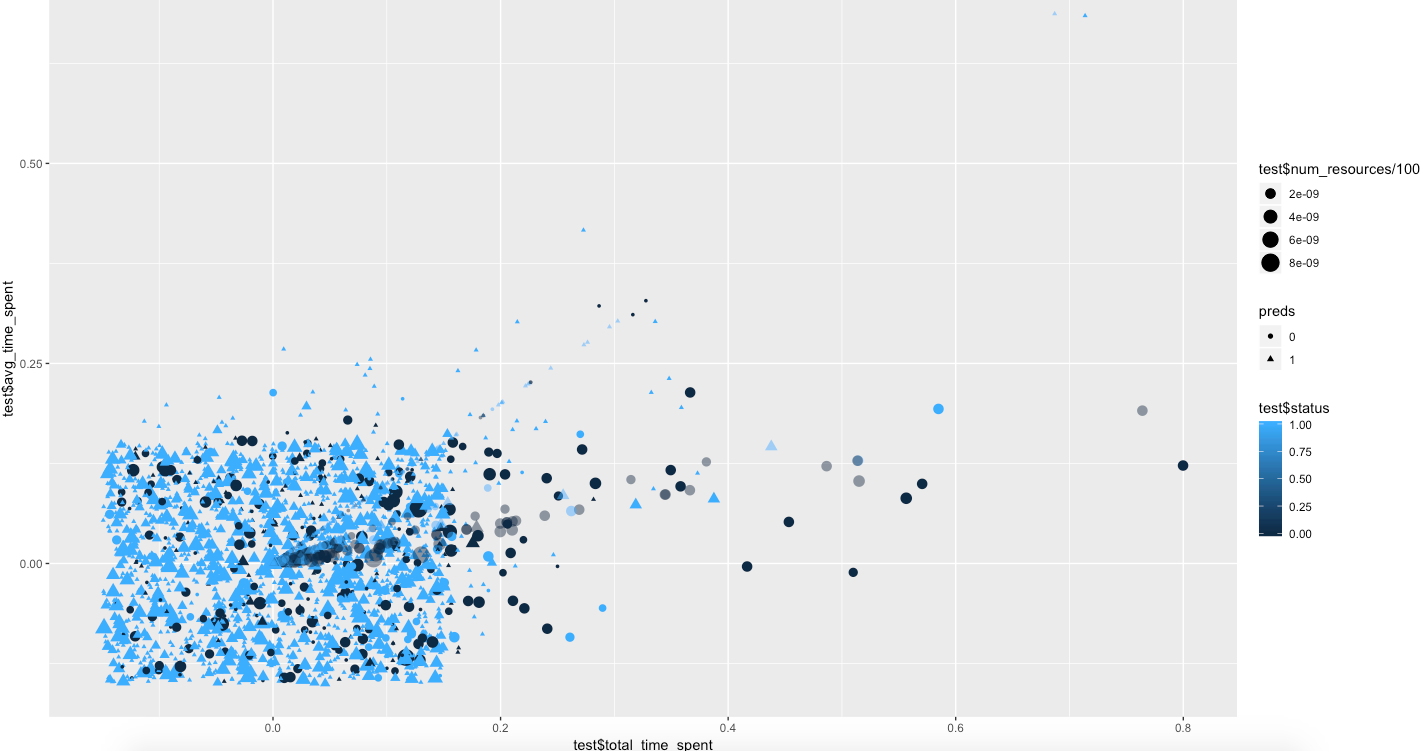 0.50
0.25
0.00
test$avg_time_spent
0.0 0.2 0.4 0.6 0.8
test$total_time_spent
test$num_resources/100
2e-09
4e-09
6e-09
8e-09
preds
0
1
test$status
1.00
0.75
0.50
0.25
0.00